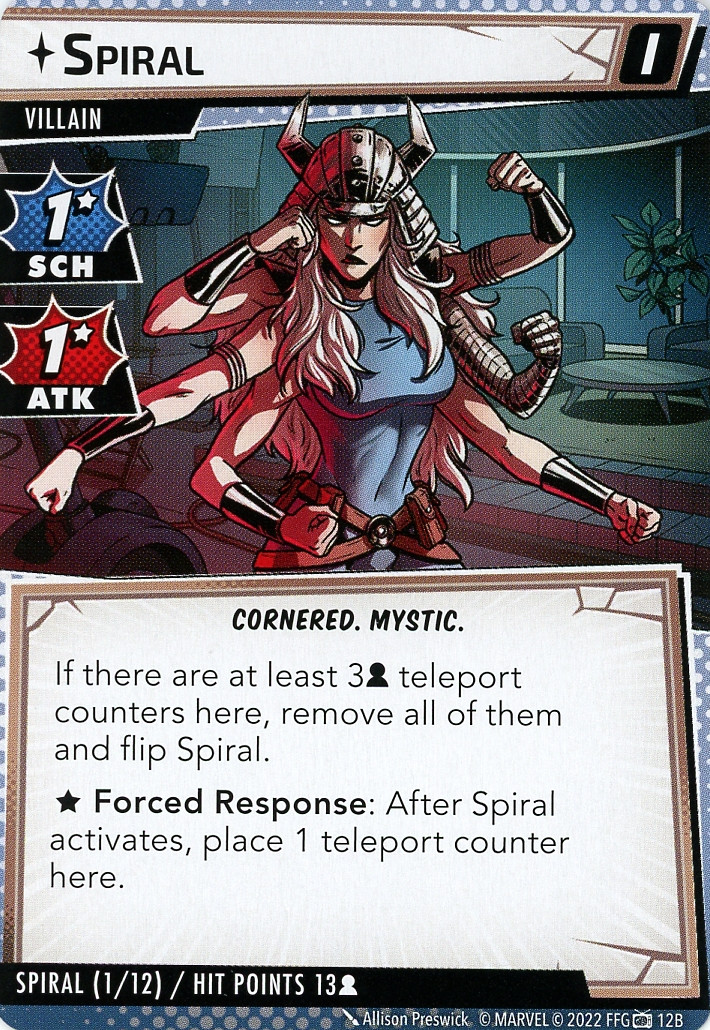 SPIRAL
I
VILLAIN
1
SCH
1
ATK
CORNERED. MYSTIC.
If there are at least 3 teleport
counters here, remove all of them
and flip Spiral.
★ Forced Response: After Spiral
activates, place 1 teleport counter
here.
SPIRAL (1/12) / HIT POINTS 13
Allison Preswick © MARVEL © 2022 FFG 12B